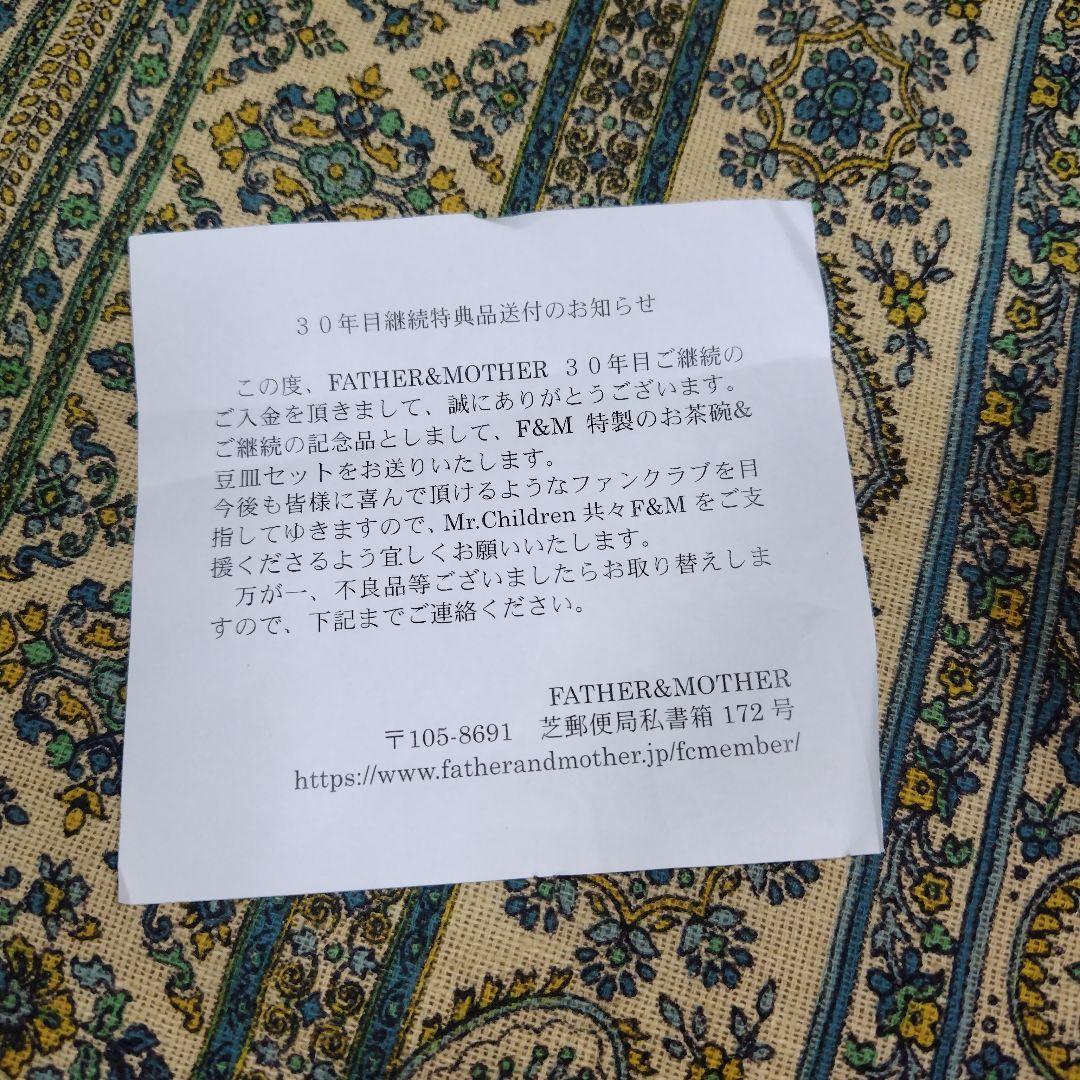 30年目継続特典品送付のお知らせ
この度、FATHER&MOTHER 30年目ご継続の
ご入金を頂きまして、誠にありがとうございます。
ご継続の記念品としまして、F&M 特製のお茶碗&
豆皿セットをお送りいたします。
今後も皆様に喜んで頂けるようなファンクラブを目
指してゆきますので、Mr.Children 共々F&M をご支
援くださるよう宜しくお願いいたします。
万が一、不良品等ございましたらお取り替えしま
すので、下記までご連絡ください。
FATHER&MOTHER
〒105-8691 芝郵便局私書箱 172 号
https://www.fatherandmother.jp/fcmember/